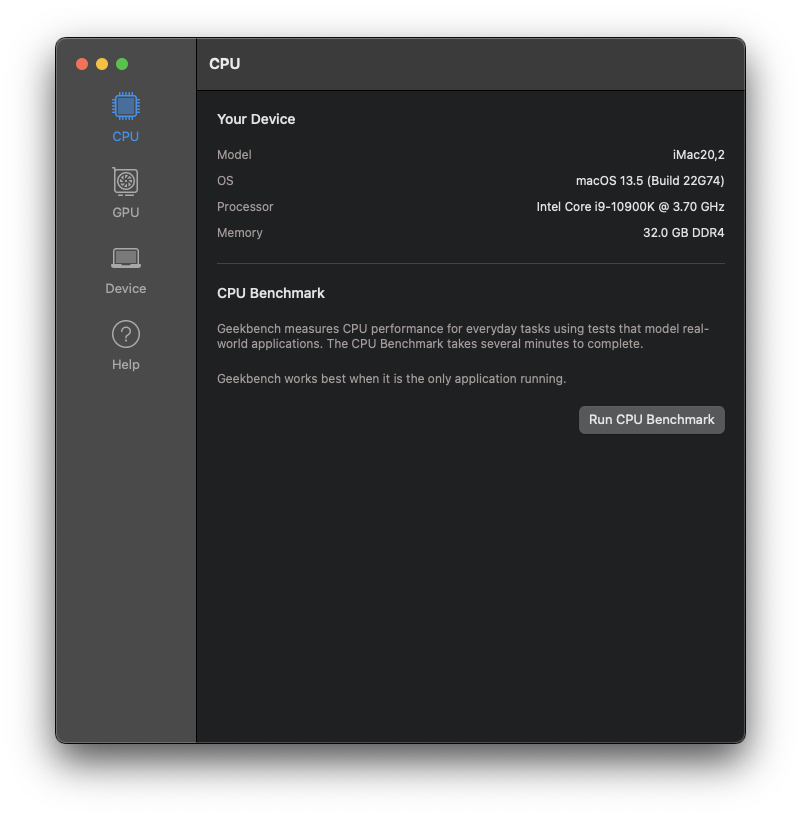 CPU
CPU
GPU
Device
Help
Your Device
Model iMac20,2
OS macOS 13.5 (Build 22G74)
Processor Intel Core i9-10900K @ 3.70 GHz
Memory 32.0 GB DDR4
CPU Benchmark
Geekbench measures CPU performance for everyday tasks using tests that model real-
world applications. The CPU Benchmark takes several minutes to complete.
Geekbench works best when it is the only application running.
Run CPU Benchmark